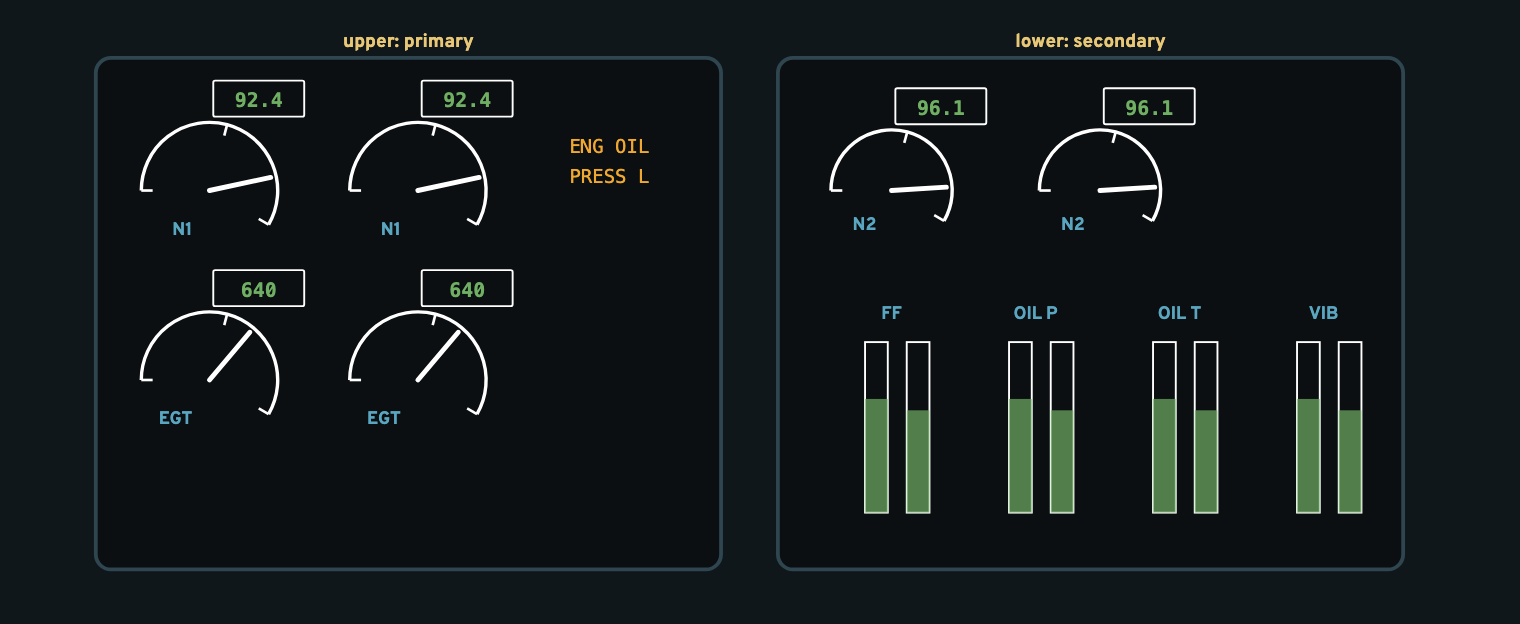 upper: primary
92.4
92.4
ENG OIL
PRESS L
N1
N1
640
640
EGT
EGT
lower: secondary
96.1
96.1
N2
N2
FF
OIL P
OIL T
VIB